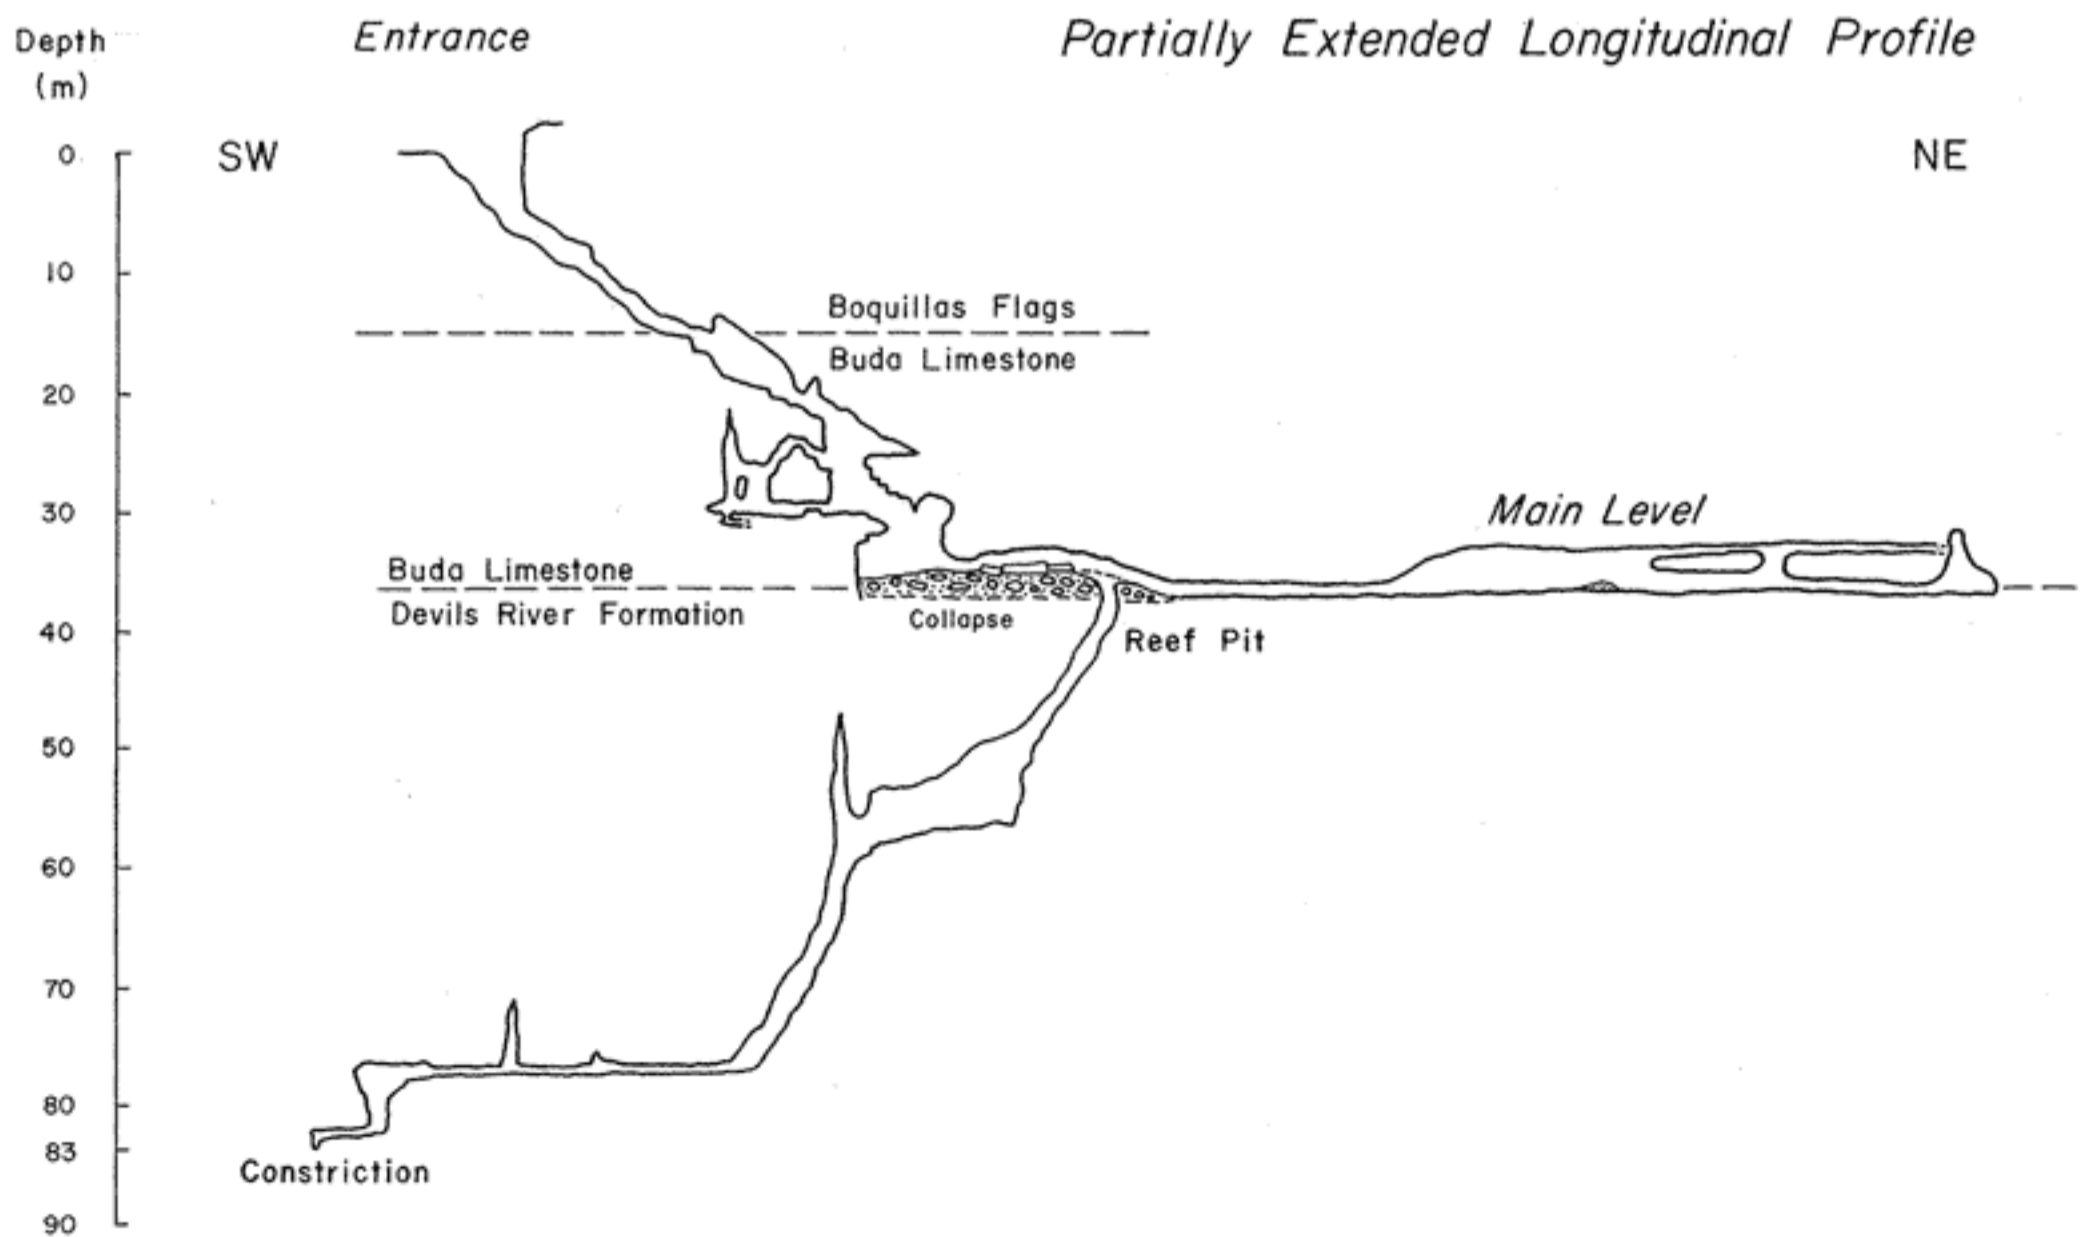 Depth
(m)
Entrance
Partially Extended Longitudinal Profile
SW
NE
0
10
20
30
40
50
60
70
80
83
90
Boquillas Flags
Buda Limestone
Main Level
Buda Limestone
Devils River Formation
Collapse
Reef Pit
Constriction